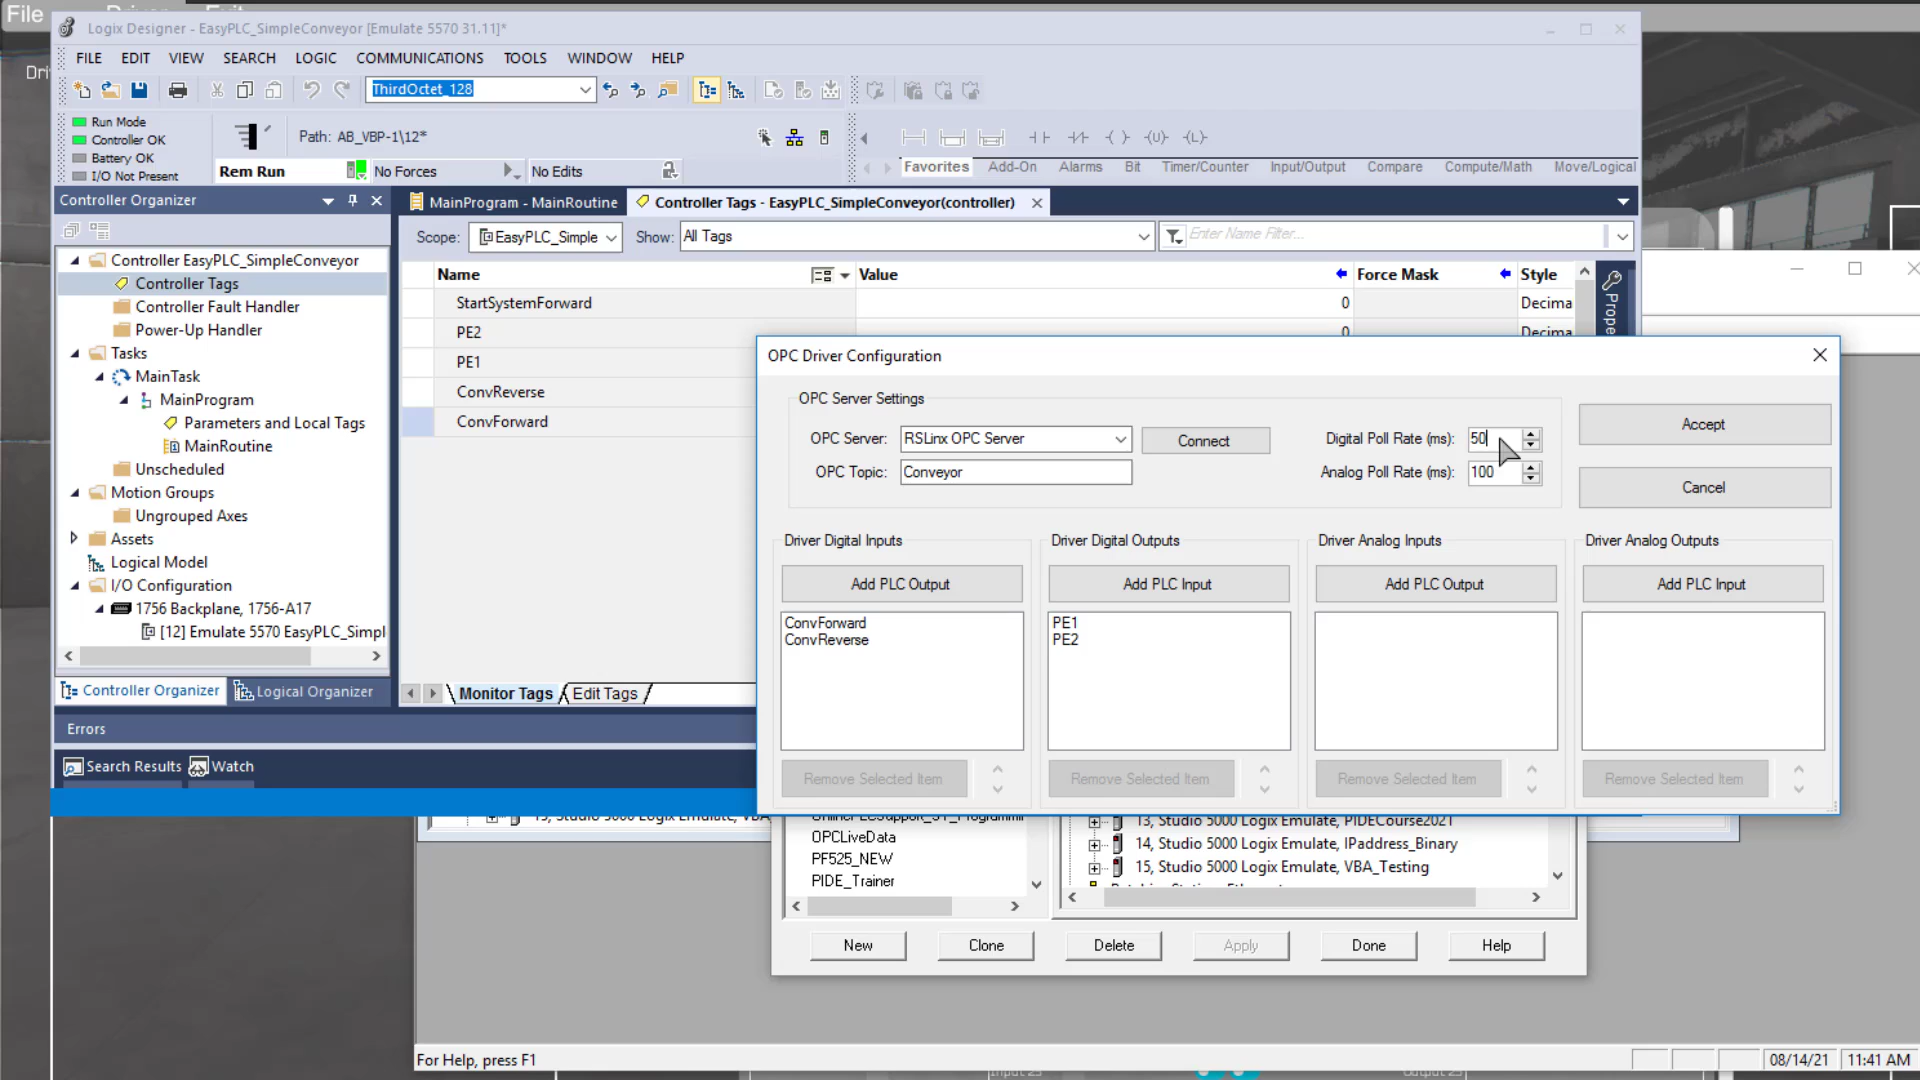 File
Driver
Exit
Dri
Logix Designer - EasyPLC_SimpleConveyor [Emulate 5570 31.11]*
FILE EDIT VIEW SEARCH LOGIC COMMUNICATIONS TOOLS WINDOW HELP
ThirdOctet_128
Run Mode
Controller OK
Battery OK
I/O Not Present
Path: AB_VBP-1\12*
Rem Run
No Forces
No Edits
Favorites Add-On Alarms Bit Timer/Counter Input/Output Compare Compute/Math Move/Logical
Controller Organizer
MainProgram - MainRoutine
Controller Tags - EasyPLC_SimpleConveyor(controller)
Scope: EasyPLC_Simple Show: All Tags Enter Name Filter...
Name Value Force Mask Style
StartSystemForward 0 Decima
PE2 0 Decima
PE1
ConvReverse
ConvForward
Prope
Controller EasyPLC_SimpleConveyor
Controller Tags
Controller Fault Handler
Power-Up Handler
Tasks
MainTask
MainProgram
Parameters and Local Tags
MainRoutine
Unscheduled
Motion Groups
Ungrouped Axes
Assets
Logical Model
I/O Configuration
1756 Backplane, 1756-A17
[12] Emulate 5570 EasyPLC_Simpl
Controller Organizer
Logical Organizer
Monitor Tags
Edit Tags
Errors
Search Results
Watch
OPC Driver Configuration
OPC Server Settings
OPC Server: RSLinx OPC Server
Connect
Digital Poll Rate (ms): 50
Accept
OPC Topic: Conveyor
Analog Poll Rate (ms): 100
Cancel
Driver Digital Inputs
Driver Digital Outputs
Driver Analog Inputs
Driver Analog Outputs
Add PLC Output
Add PLC Input
Add PLC Output
Add PLC Input
ConvForward
ConvReverse
PE1
PE2
Remove Selected Item
Remove Selected Item
Remove Selected Item
Remove Selected Item
OPCLiveData
PF525_NEW
PIDE_Trainer
13, Studio 5000 Logix Emulate, PIDECourse2021
14, Studio 5000 Logix Emulate, IPaddress_Binary
15, Studio 5000 Logix Emulate, VBA_Testing
New
Clone
Delete
Apply
Done
Help
For Help, press F1
08/14/21
11:41 AM